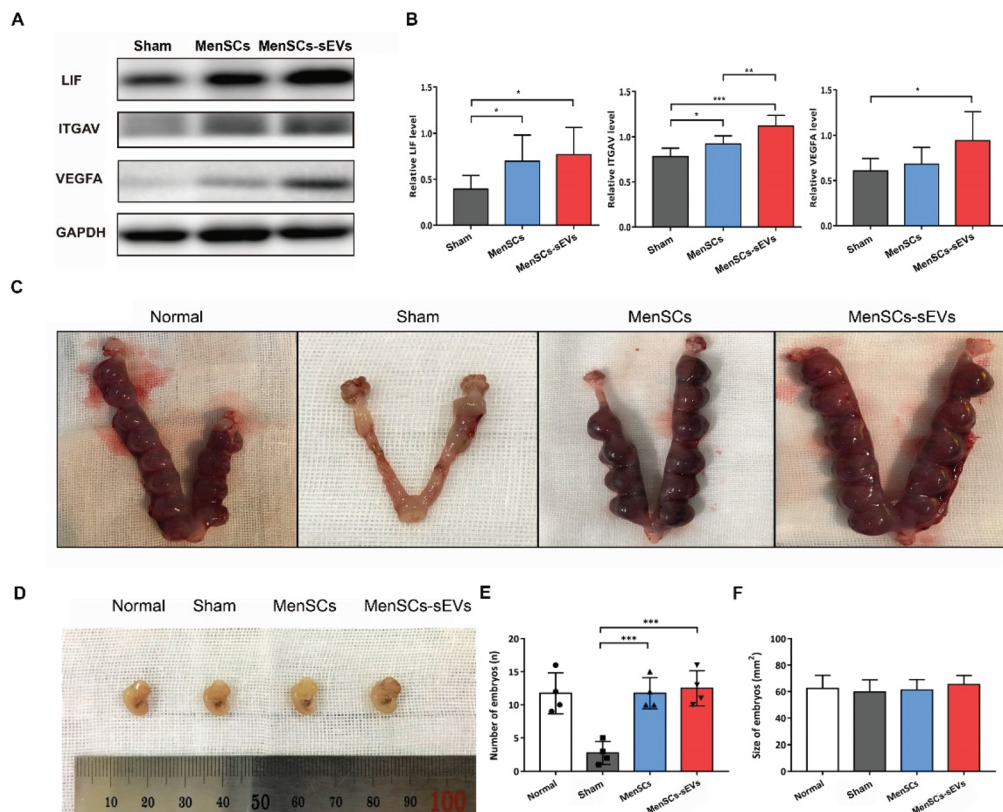 A
Sham MenSCs MenSCs-sEVs
LIF
ITGAV
VEGFA
GAPDH
B
Relative LIF level
1.5
1.0
0.5
0.0
*
*
Sham
MenSCs
MenSCs-sEVs
Relative ITGAV level
1.5
1.0
0.5
0.0
**
***
*
Sham
MenSCs
MenSCs-sEVs
Relative VEGFA level
1.5
1.0
0.5
0.0
*
Sham
MenSCs
MenSCs-sEVs
C
Normal Sham MenSCs MenSCs-sEVs
D
Normal Sham MenSCs MenSCs-sEVs
10 20 30 40 50 60 70 80 90 100
E
Number of embryos (n)
20
15
10
5
0
***
***
Normal
Sham
MenSCs
MenSCs-sEVs
F
Size of embryos (mm²)
100
80
60
40
20
0
Normal
Sham
MenSCs
MenSCs-sEVs